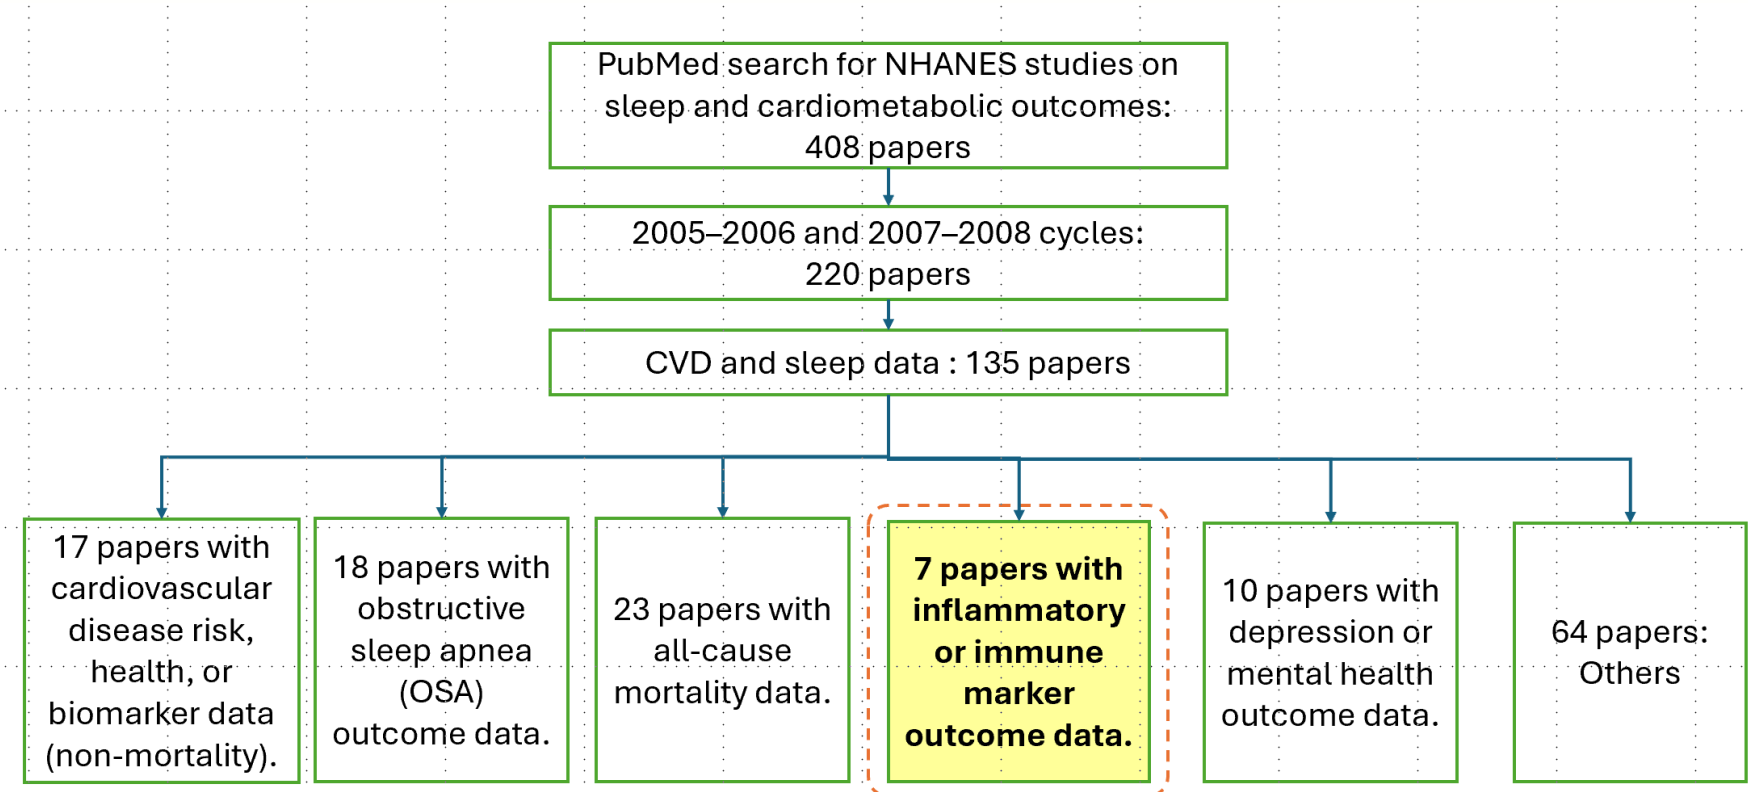 PubMed search for NHANES studies on
sleep and cardiometabolic outcomes:
408 papers
2005–2006 and 2007–2008 cycles:
220 papers
CVD and sleep data : 135 papers
17 papers with
cardiovascular
disease risk,
health, or
biomarker data
(non-mortality).
18 papers with
obstructive
sleep apnea
(OSA)
outcome data.
23 papers with
all-cause
mortality data.
7 papers with
inflammatory
or immune
marker
outcome data.
10 papers with
depression or
mental health
outcome data.
64 papers:
Others